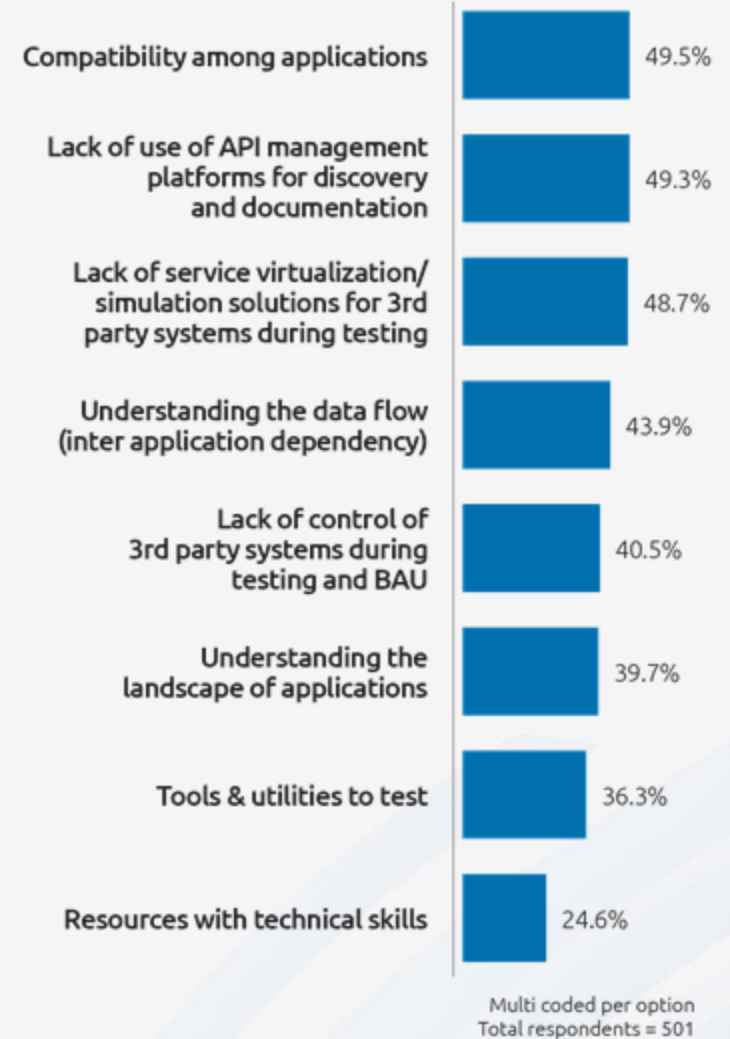 Compatibility among applications
49.5%
Lack of use of API management
platforms for discovery
and documentation
49.3%
Lack of service virtualization/
simulation solutions for 3rd
party systems during testing
48.7%
Understanding the data flow
(inter application dependency)
43.9%
Lack of control of
3rd party systems during
testing and BAU
40.5%
Understanding the
landscape of applications
39.7%
Tools & utilities to test
36.3%
Resources with technical skills
24.6%
Multi coded per option
Total respondents = 501